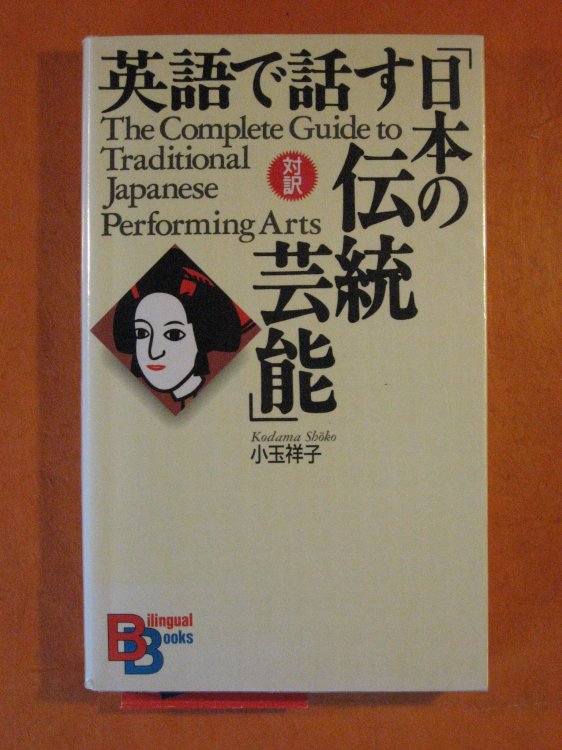 英語で話す
「日本の
伝統
芸能」
The Complete Guide to
Traditional
Japanese
Performing Arts
対訳
Kodama Shōko
小玉祥子
Bilingual
Books